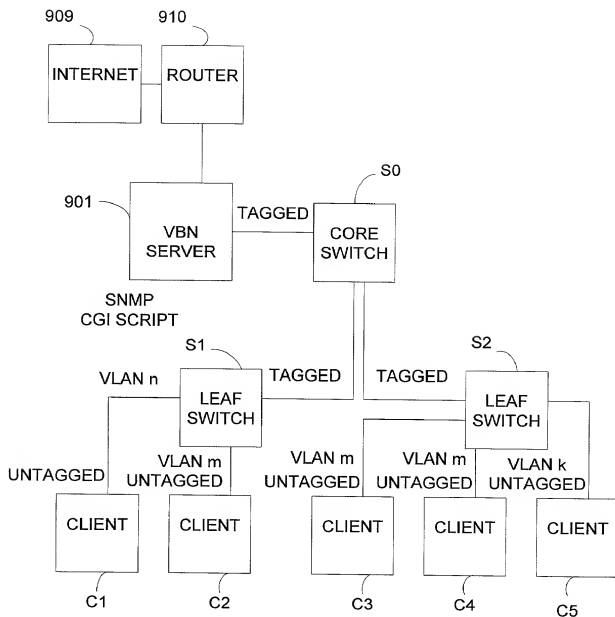 909
910
INTERNET
ROUTER
S0
901
VBN
SERVER
TAGGED
CORE
SWITCH
SNMP
CGI SCRIPT
S1
S2
VLAN n
TAGGED
TAGGED
LEAF
SWITCH
LEAF
SWITCH
UNTAGGED
VLAN m
UNTAGGED
VLAN m
UNTAGGED
VLAN m
UNTAGGED
VLAN k
UNTAGGED
CLIENT
CLIENT
CLIENT
CLIENT
CLIENT
C1
C2
C3
C4
C5